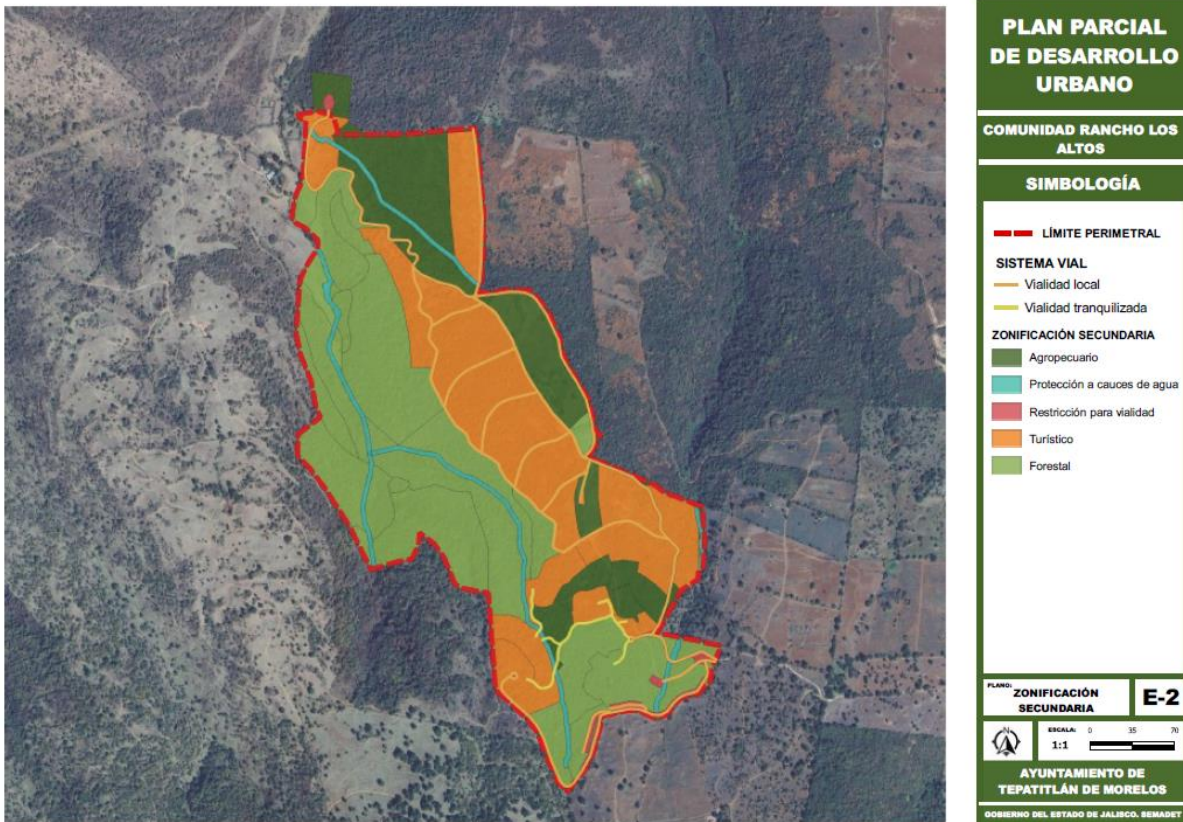 PLAN PARCIAL
DE DESARROLLO
URBANO
COMUNIDAD RANCHO LOS
ALTOS
SIMBOLOGÍA
LÍMITE PERIMETRAL
SISTEMA VIAL
Vialidad local
Vialidad tranquilizada
ZONIFICACIÓN SECUNDARIA
Agropecuario
Protección a cauces de agua
Restricción para vialidad
Turístico
Forestal
PLANO:
ZONIFICACIÓN
SECUNDARIA
E-2
N
ESCALA:
1:1
0 35 70
AYUNTAMIENTO DE
TEPATITLÁN DE MORELOS
GOBIERNO DEL ESTADO DE JALISCO. SEMADET